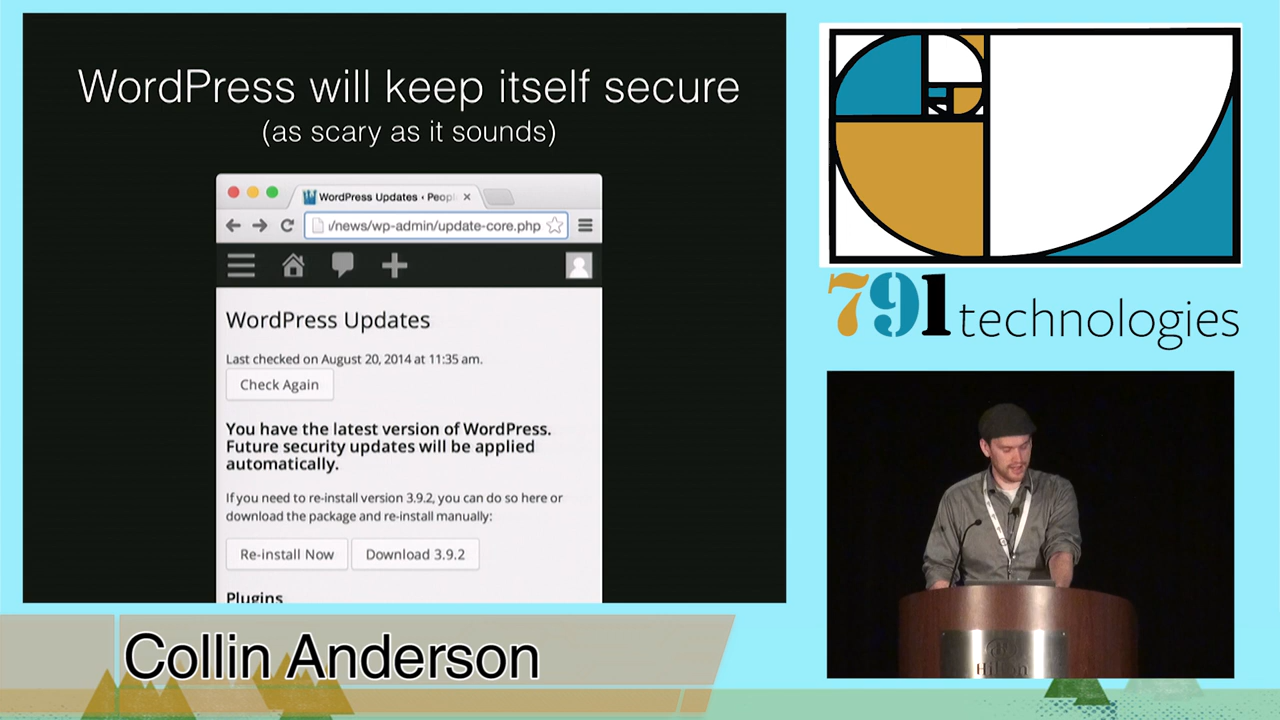 WordPress will keep itself secure
(as scary as it sounds)
WordPress Updates ‹ Peopl
/news/wp-admin/update-core.php
WordPress Updates
Last checked on August 20, 2014 at 11:35 am.
Check Again
You have the latest version of WordPress.
Future security updates will be applied
automatically.
If you need to re-install version 3.9.2, you can do so here or
download the package and re-install manually:
Re-install Now
Download 3.9.2
Plugins
791 technologies
Hilton
Collin Anderson